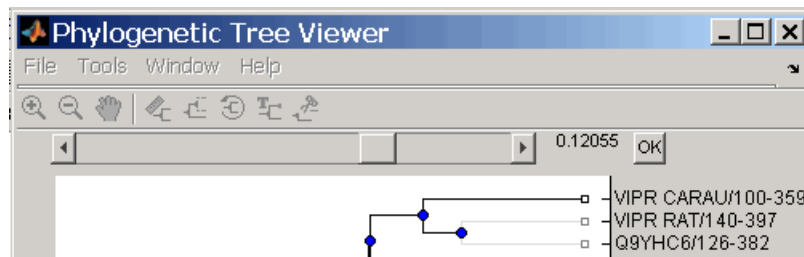 Phylogenetic Tree Viewer
File Tools Window Help
0.12055 OK
VIPR CARAU/100-359
VIPR RAT/140-397
Q9YHC6/126-382